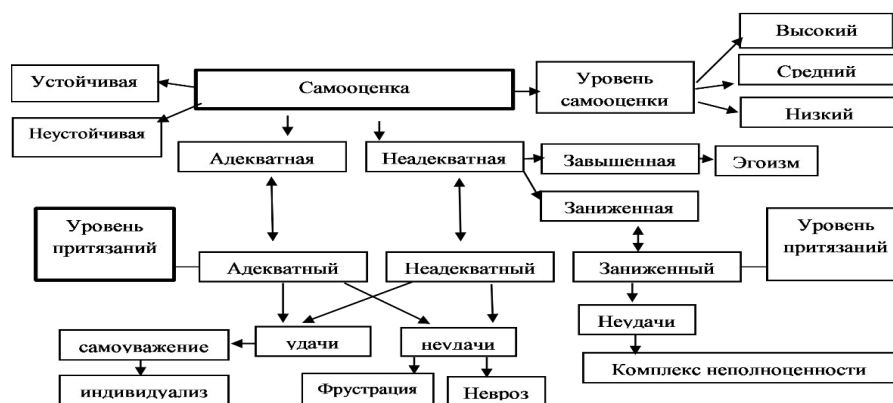 Высокий
Устойчивая
Самооценка
Уровень
самооценки
Средний
Неустойчивая
Низкий
Адекватная
Неадекватная
Завышенная
Эгоизм
Заниженная
Уровень
притязаний
Уровень
притязаний
Адекватный
Неадекватный
Заниженный
Неудачи
самоуважение
удачи
неудачи
Комплекс неполноценности
индивидуализ
Фрустрация
Невроз